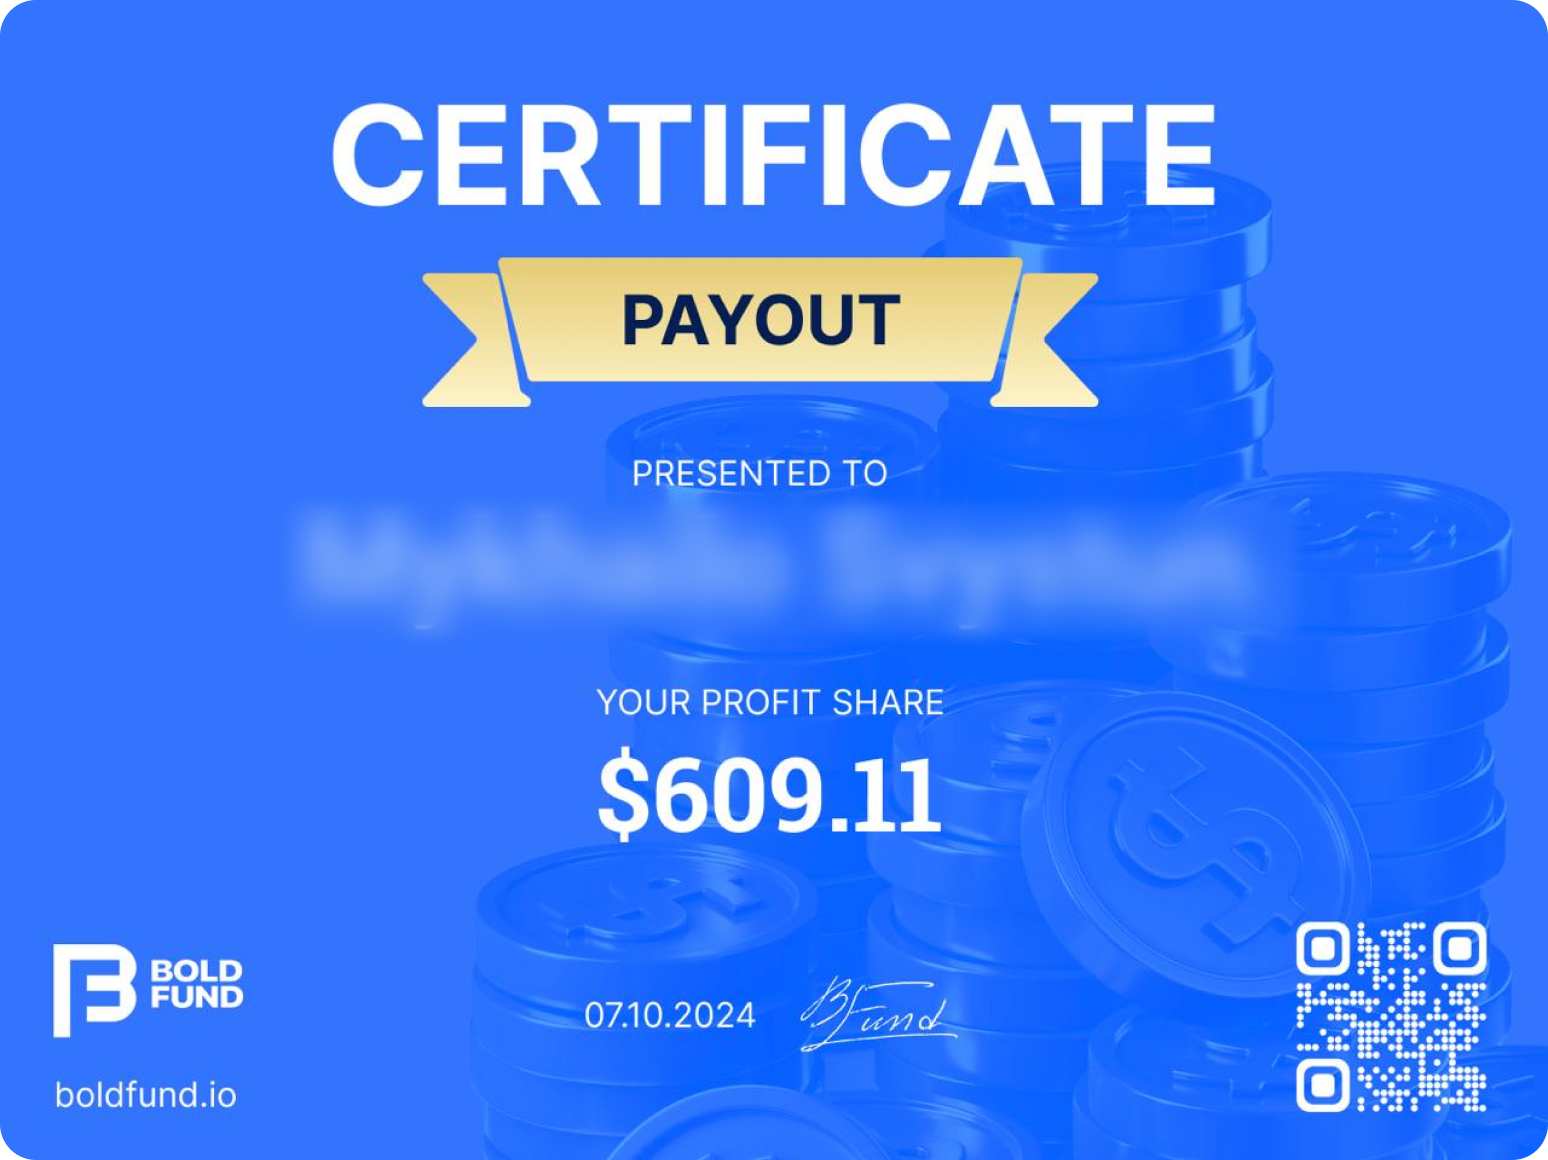 CERTIFICATE
PAYOUT
PRESENTED TO
YOUR PROFIT SHARE
$609.11
BOLD
FUND
07.10.2024
BFund
boldfund.io